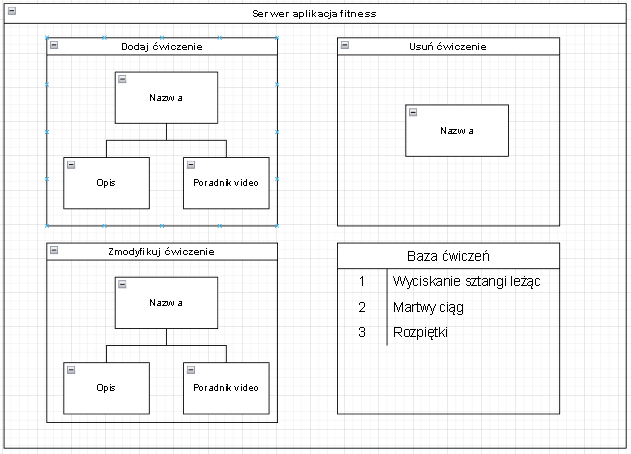 Serwer aplikacja fitness
Dodaj ćwiczenie
Nazwa
Opis
Poradnik video
Usuń ćwiczenie
Nazwa
Zmodyfikuj ćwiczenie
Nazwa
Opis
Poradnik video
Baza ćwiczeń
1 Wyciskanie sztangi leżąc
2 Martwy ciąg
3 Rozpiętki